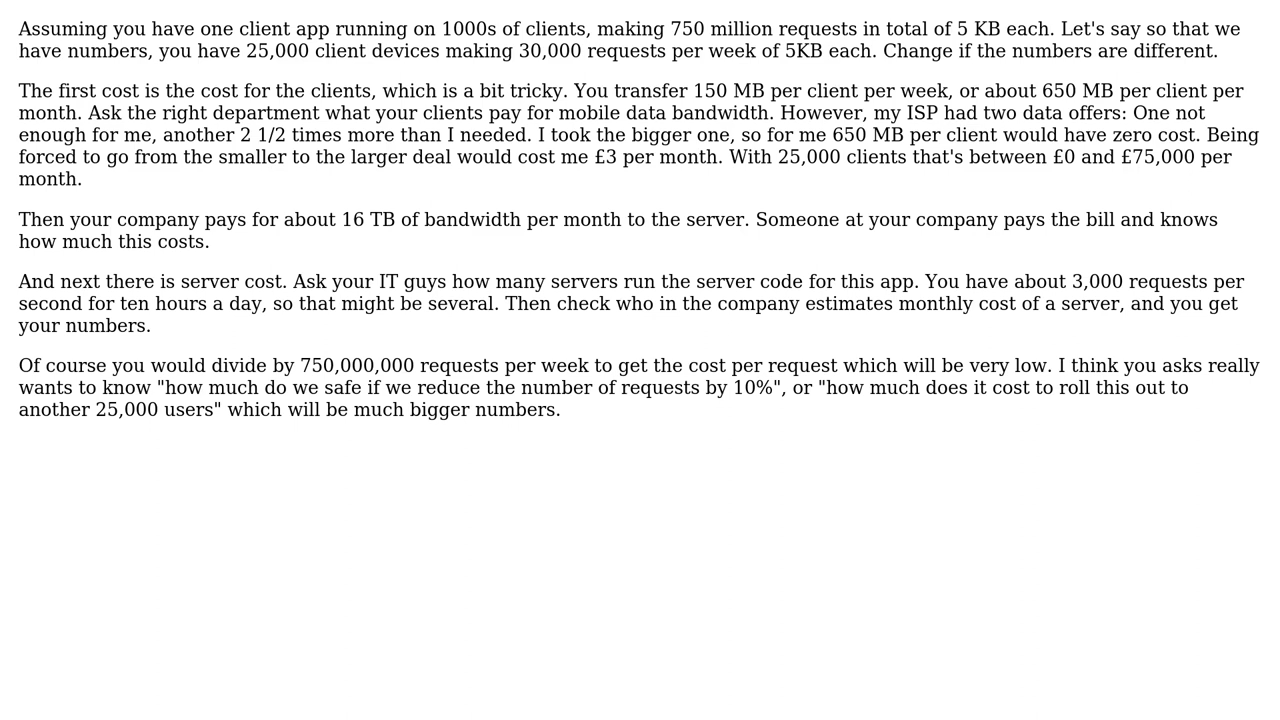 Assuming you have one client app running on 1000s of clients, making 750 million requests in total of 5 KB each. Let's say so that we
have numbers, you have 25,000 client devices making 30,000 requests per week of 5KB each. Change if the numbers are different.
The first cost is the cost for the clients, which is a bit tricky. You transfer 150 MB per client per week, or about 650 MB per client per
month. Ask the right department what your clients pay for mobile data bandwidth. However, my ISP had two data offers: One not
enough for me, another 2 1/2 times more than I needed. I took the bigger one, so for me 650 MB per client would have zero cost. Being
forced to go from the smaller to the larger deal would cost me £3 per month. With 25,000 clients that's between £0 and £75,000 per
month.
Then your company pays for about 16 TB of bandwidth per month to the server. Someone at your company pays the bill and knows
how much this costs.
And next there is server cost. Ask your IT guys how many servers run the server code for this app. You have about 3,000 requests per
second for ten hours a day, so that might be several. Then check who in the company estimates monthly cost of a server, and you get
your numbers.
Of course you would divide by 750,000,000 requests per week to get the cost per request which will be very low. I think you asks really
wants to know "how much do we safe if we reduce the number of requests by 10%", or "how much does it cost to roll this out to
another 25,000 users" which will be much bigger numbers.